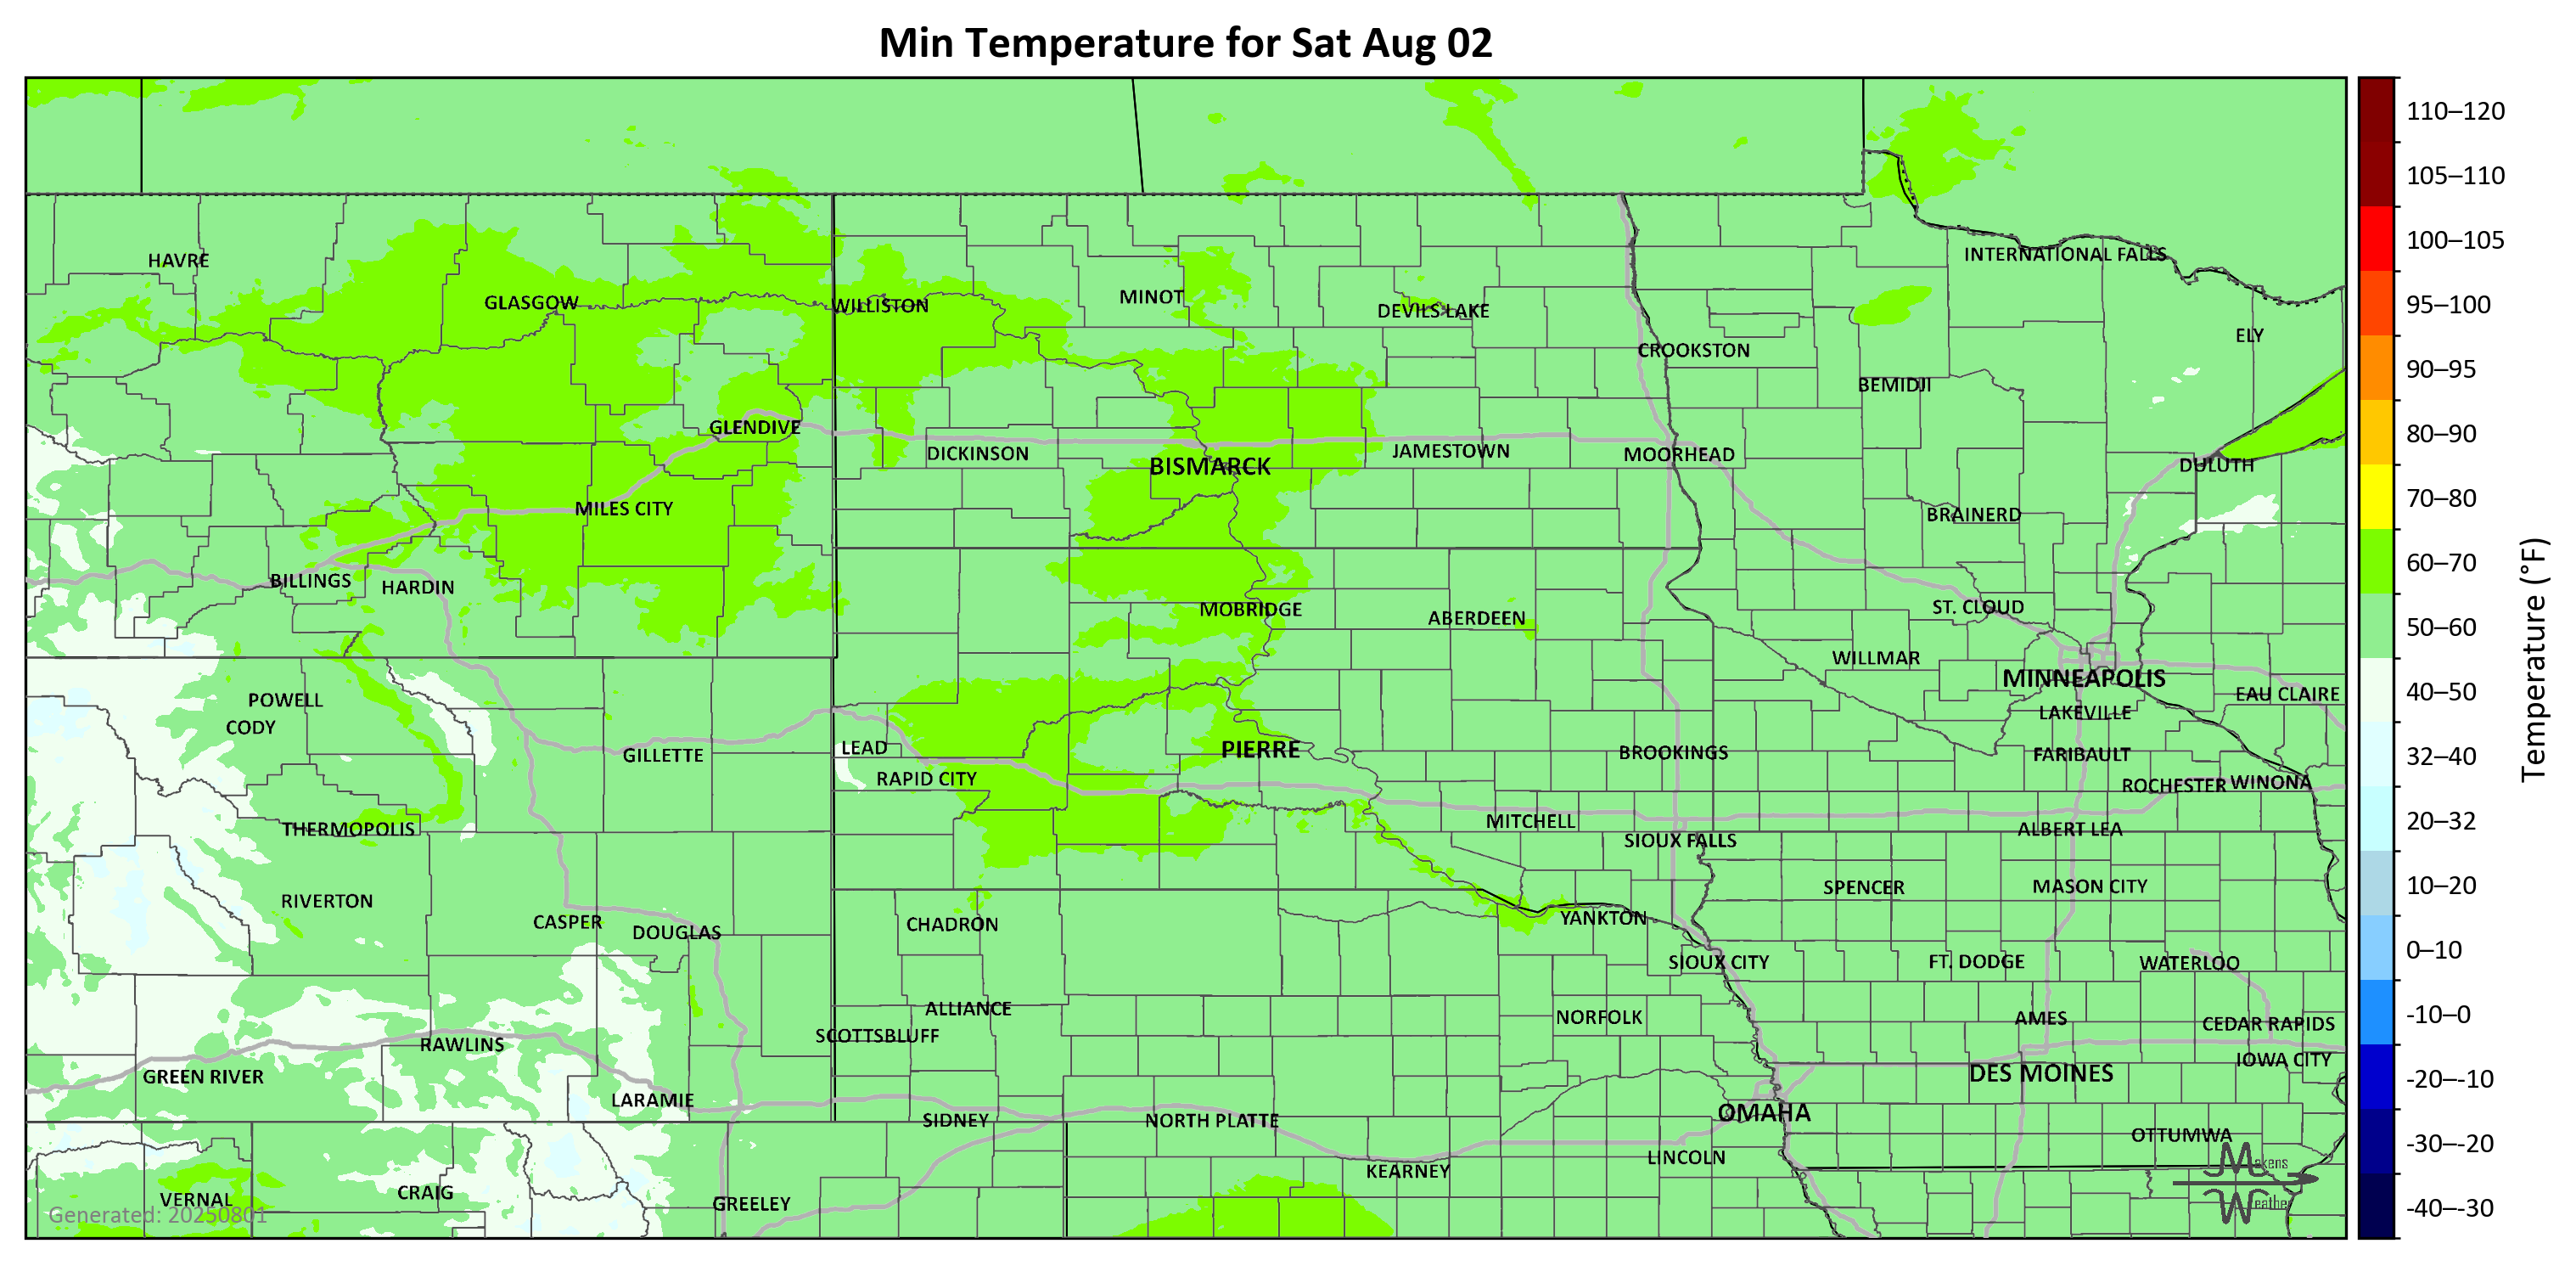 Min Temperature for Sat Aug 02
HAVRE
GLASGOW
WILLISTON
MINOT
DEVILS LAKE
INTERNATIONAL FALLS
ELY
CROOKSTON
BEMIDJI
GLENDIVE
DICKINSON
BISMARCK
JAMESTOWN
MOORHEAD
DULUTH
MILES CITY
BRAINERD
BILLINGS
HARDIN
MOBRIDGE
ABERDEEN
ST. CLOUD
WILLMAR
MINNEAPOLIS
EAU CLAIRE
POWELL
CODY
LAKEVILLE
GILLETTE
LEAD
PIERRE
BROOKINGS
FARIBAULT
RAPID CITY
ROCHESTER
WINONA
THERMOPOLIS
MITCHELL
SIOUX FALLS
ALBERT LEA
RIVERTON
SPENCER
MASON CITY
CASPER
DOUGLAS
CHADRON
YANKTON
SIOUX CITY
FT. DODGE
WATERLOO
ALLIANCE
NORFOLK
AMES
CEDAR RAPIDS
SCOTTSBLUFF
RAWLINS
IOWA CITY
GREEN RIVER
DES MOINES
LARAMIE
SIDNEY
NORTH PLATTE
OMAHA
OTTUMWA
LINCOLN
KEARNEY
VERNAL
CRAIG
GREELEY
Generated: 20250801
Makens
Weather
110–120
105–110
100–105
95–100
90–95
80–90
70–80
60–70
50–60
40–50
32–40
20–32
10–20
0–10
-10–0
-20–-10
-30–-20
-40–-30
Temperature (°F)